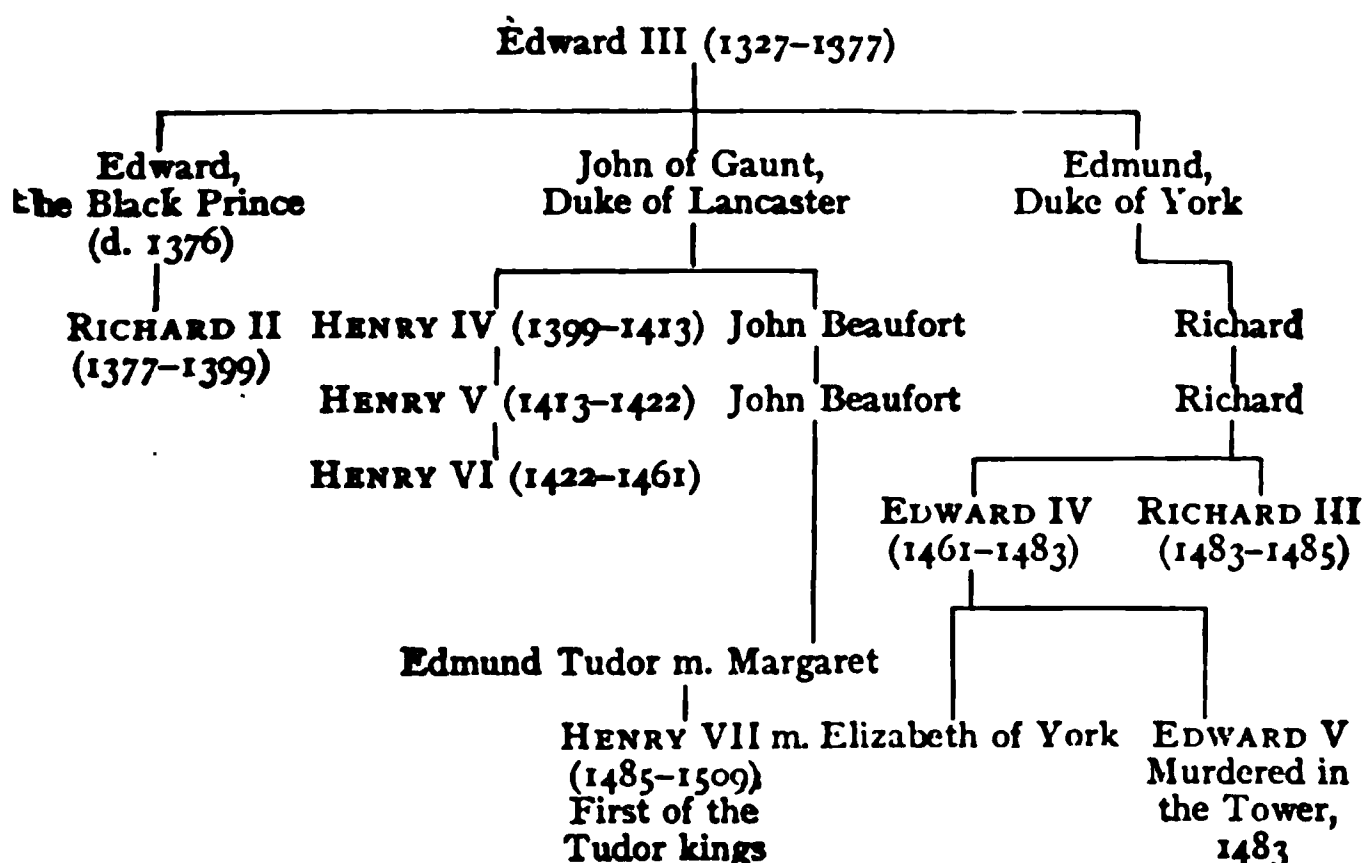 Edward III (1327–1377)
Edward,
the Black Prince
(d. 1376)
John of Gaunt,
Duke of Lancaster
Edmund,
Duke of York
RICHARD II
(1377–1399)
HENRY IV (1399–1413)
John Beaufort
Richard
HENRY V (1413–1422)
John Beaufort
Richard
HENRY VI (1422–1461)
EDWARD IV
(1461–1483)
RICHARD III
(1483–1485)
Edmund Tudor m. Margaret
HENRY VII m. Elizabeth of York
(1485–1509)
First of the
Tudor kings
EDWARD V
Murdered in
the Tower,
1483